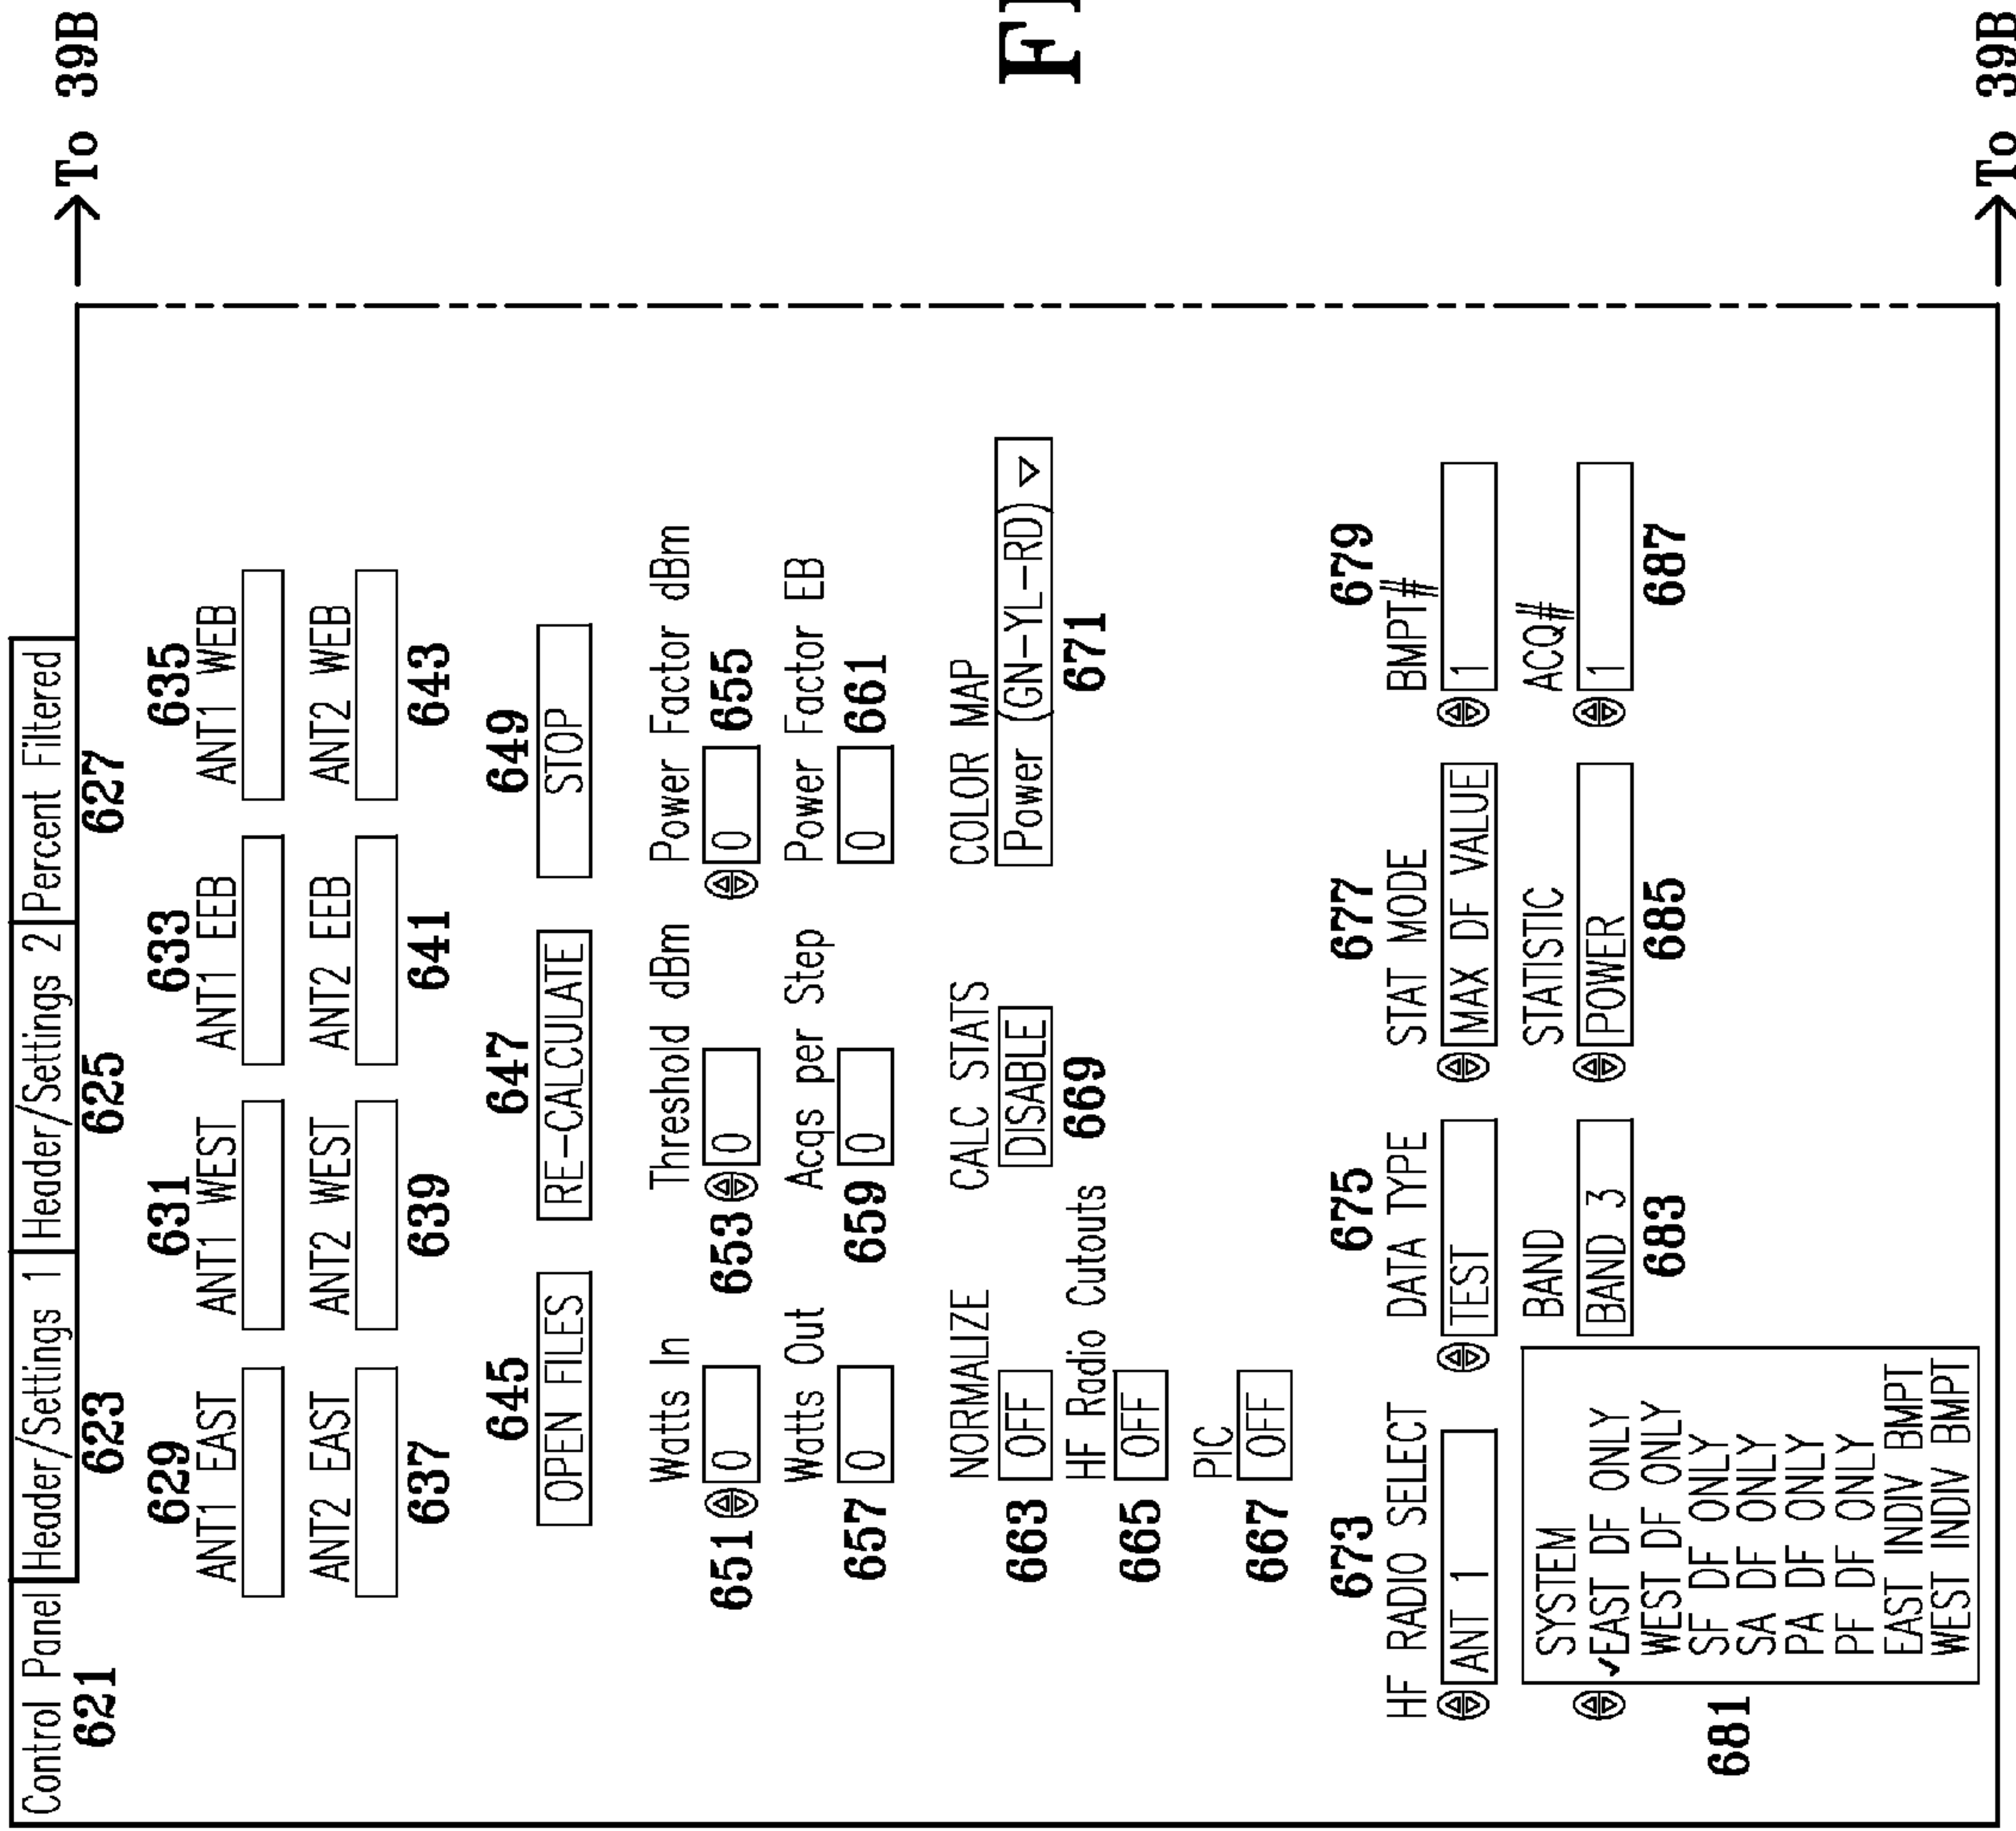 Control Panel Header/Settings 1 Header/Settings 2 Percent Filtered
621 623 625 627
To 39B
629 631 633 635
ANT1 EAST ANT1 WEST ANT1 EEB ANT1 WEB
ANT2 EAST ANT2 WEST ANT2 EEB ANT2 WEB
637 639 641 643
645 647 649
OPEN FILES RE-CALCULATE STOP
Watts In Threshold dBm Power Factor dBm
651 0 653 0 0 655
Watts Out Acqs per Step Power Factor EB
657 0 659 0 0 661
NORMALIZE CALC STATS COLOR MAP
663 OFF DISABLE Power (GN-YL-RD)
HF Radio Cutouts 669 671
665 OFF
PIC
667 OFF
673 675 677 679
HF RADIO SELECT DATA TYPE STAT MODE BMPT#
ANT 1 TEST MAX DF VALUE 1
BAND STATISTIC ACQ#
BAND 3 POWER 1
683 685 687
SYSTEM
EAST DF ONLY
WEST DF ONLY
SF DF ONLY
SA DF ONLY
PA DF ONLY
PF DF ONLY
EAST INDIV BMPT
WEST INDIV BMPT
681
To 39B